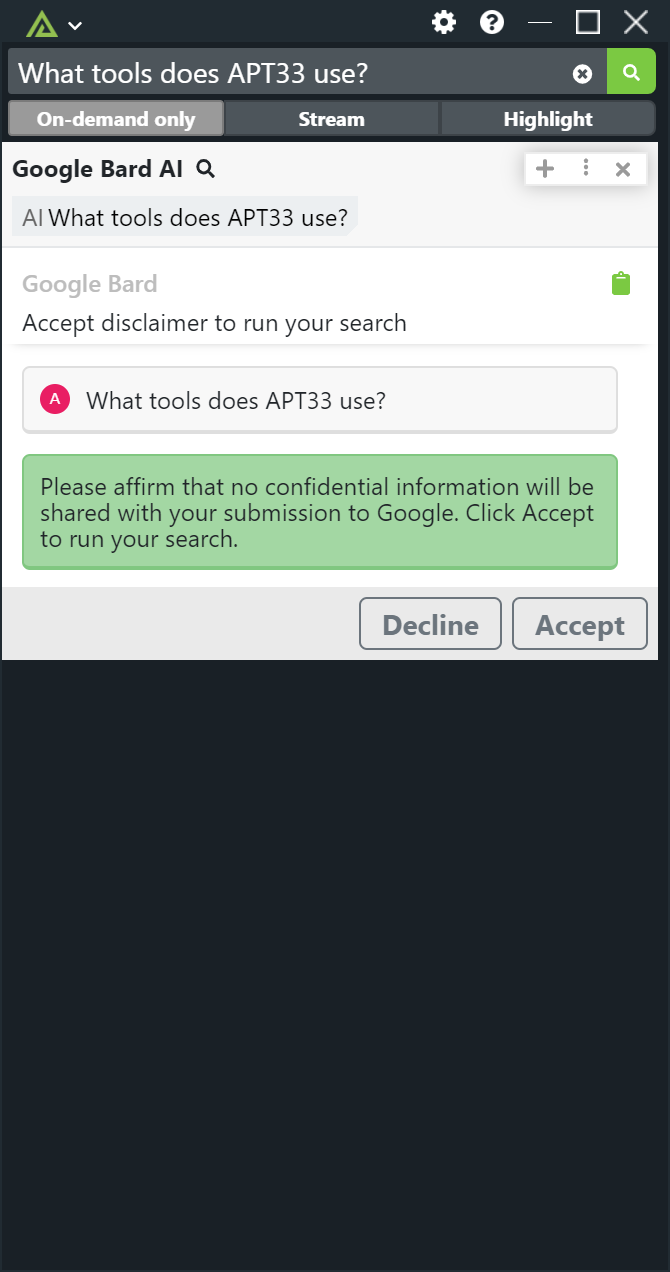 What tools does APT33 use?
On-demand only
Stream
Highlight
Google Bard AI
AI What tools does APT33 use?
Google Bard
Accept disclaimer to run your search
A What tools does APT33 use?
Please affirm that no confidential information will be
shared with your submission to Google. Click Accept
to run your search.
Decline
Accept